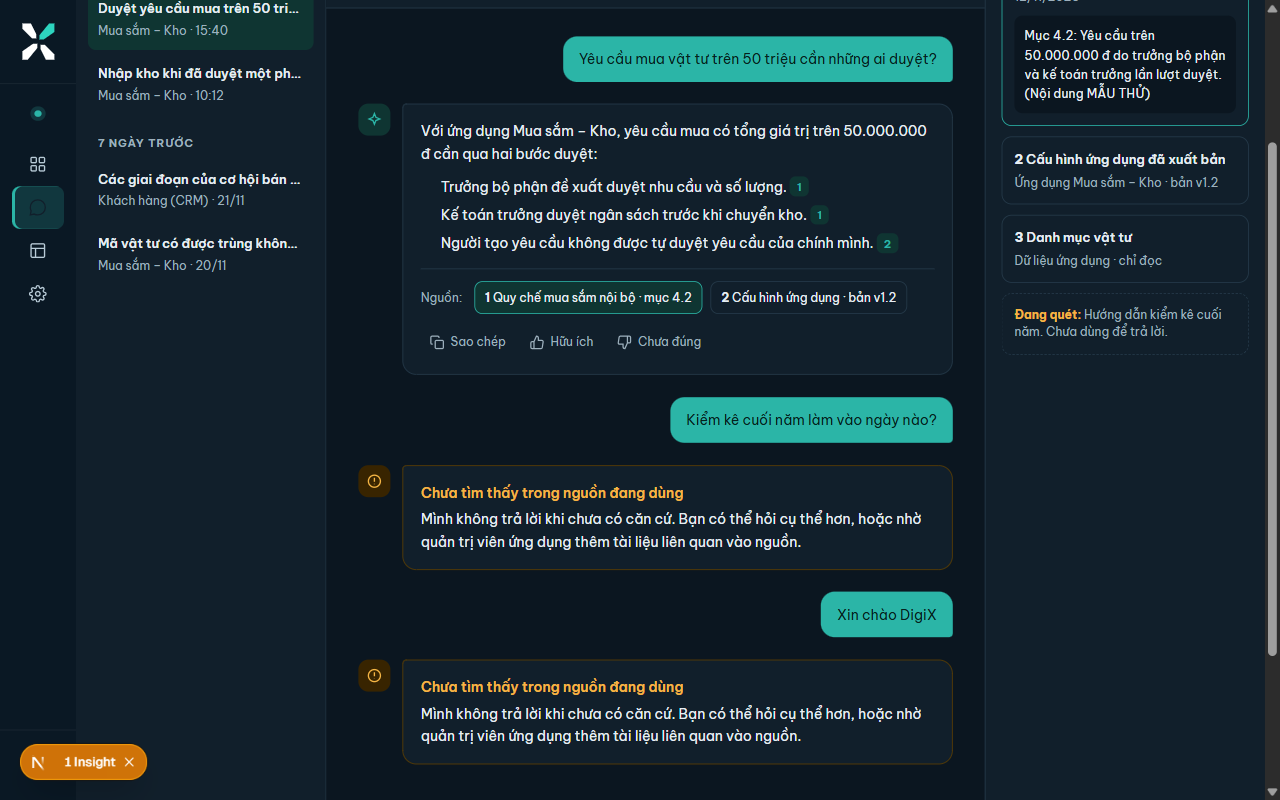 Duyệt yêu cầu mua trên 50 tri...
Mua sắm – Kho · 15:40
Nhập kho khi đã duyệt một ph...
Mua sắm – Kho · 10:12
7 NGÀY TRƯỚC
Các giai đoạn của cơ hội bán ...
Khách hàng (CRM) · 21/11
Mã vật tư có được trùng khôn...
Mua sắm – Kho · 20/11
1 Insight
Yêu cầu mua vật tư trên 50 triệu cần những ai duyệt?
Với ứng dụng Mua sắm – Kho, yêu cầu mua có tổng giá trị trên 50.000.000
đ cần qua hai bước duyệt:
Trưởng bộ phận đề xuất duyệt nhu cầu và số lượng. 1
Kế toán trưởng duyệt ngân sách trước khi chuyển kho. 1
Người tạo yêu cầu không được tự duyệt yêu cầu của chính mình. 2
Nguồn: 1 Quy chế mua sắm nội bộ · mục 4.2 2 Cấu hình ứng dụng · bản v1.2
Sao chép Hữu ích Chưa đúng
Kiểm kê cuối năm làm vào ngày nào?
Chưa tìm thấy trong nguồn đang dùng
Mình không trả lời khi chưa có căn cứ. Bạn có thể hỏi cụ thể hơn, hoặc nhờ
quản trị viên ứng dụng thêm tài liệu liên quan vào nguồn.
Xin chào DigiX
Chưa tìm thấy trong nguồn đang dùng
Mình không trả lời khi chưa có căn cứ. Bạn có thể hỏi cụ thể hơn, hoặc nhờ
quản trị viên ứng dụng thêm tài liệu liên quan vào nguồn.
Mục 4.2: Yêu cầu trên
50.000.000 đ do trưởng bộ phận
và kế toán trưởng lần lượt duyệt.
(Nội dung MẪU THỬ)
2 Cấu hình ứng dụng đã xuất bản
Ứng dụng Mua sắm – Kho · bản v1.2
3 Danh mục vật tư
Dữ liệu ứng dụng · chỉ đọc
Đang quét: Hướng dẫn kiểm kê cuối
năm. Chưa dùng để trả lời.